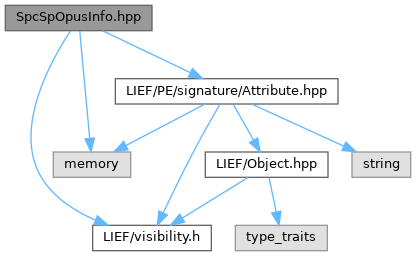 SpcSpOpusInfo.hpp
LIEF/PE/signature/Attribute.hpp
memory
LIEF/Object.hpp
string
LIEF/visibility.h
type_traits